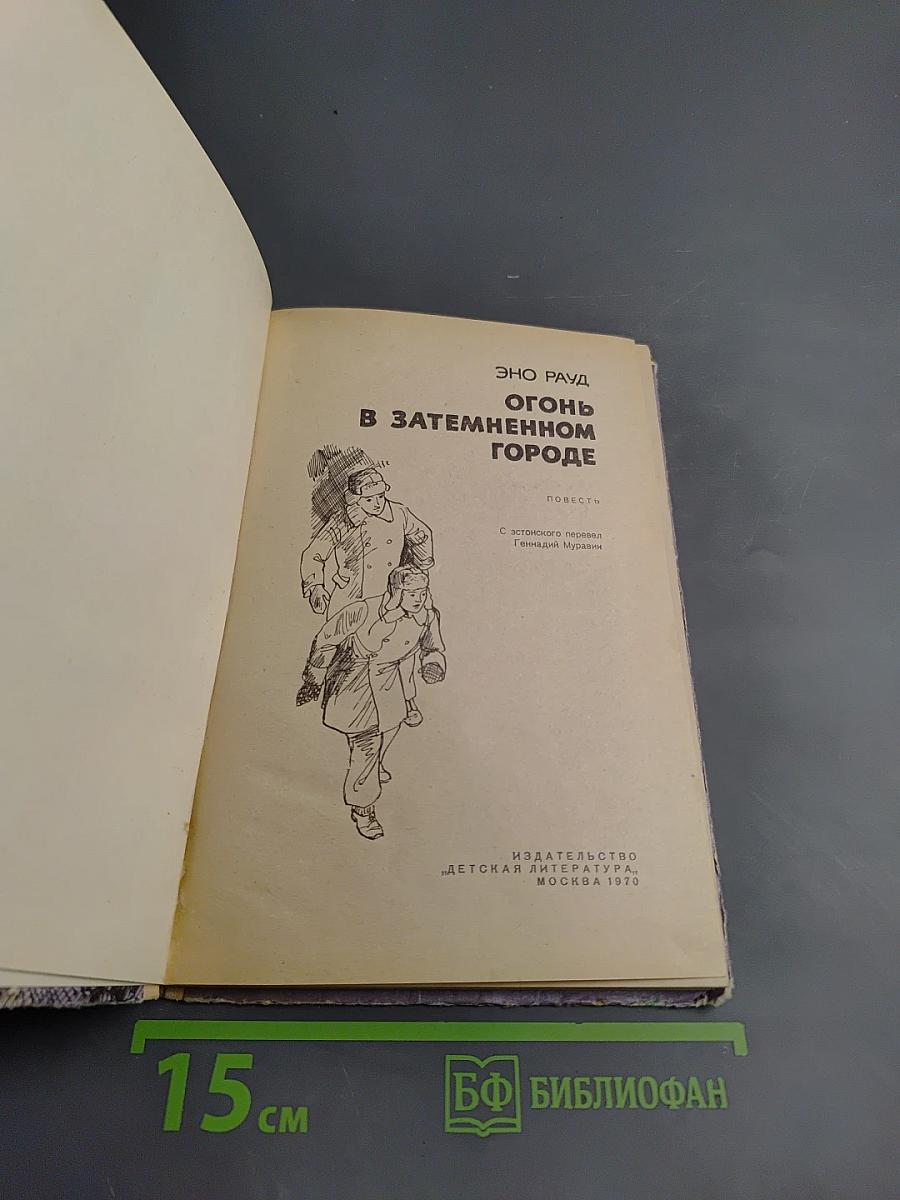 ЭНО РАУД
ОГОНЬ
В ЗАТЕМНЕННОМ
ГОРОДЕ
ПОВЕСТЬ
С эстонского перевел
Геннадий Муравин
ИЗДАТЕЛЬСТВО
„ДЕТСКАЯ ЛИТЕРАТУРА„
МОСКВА 1970
15 см
БФ БИБЛИОФАН